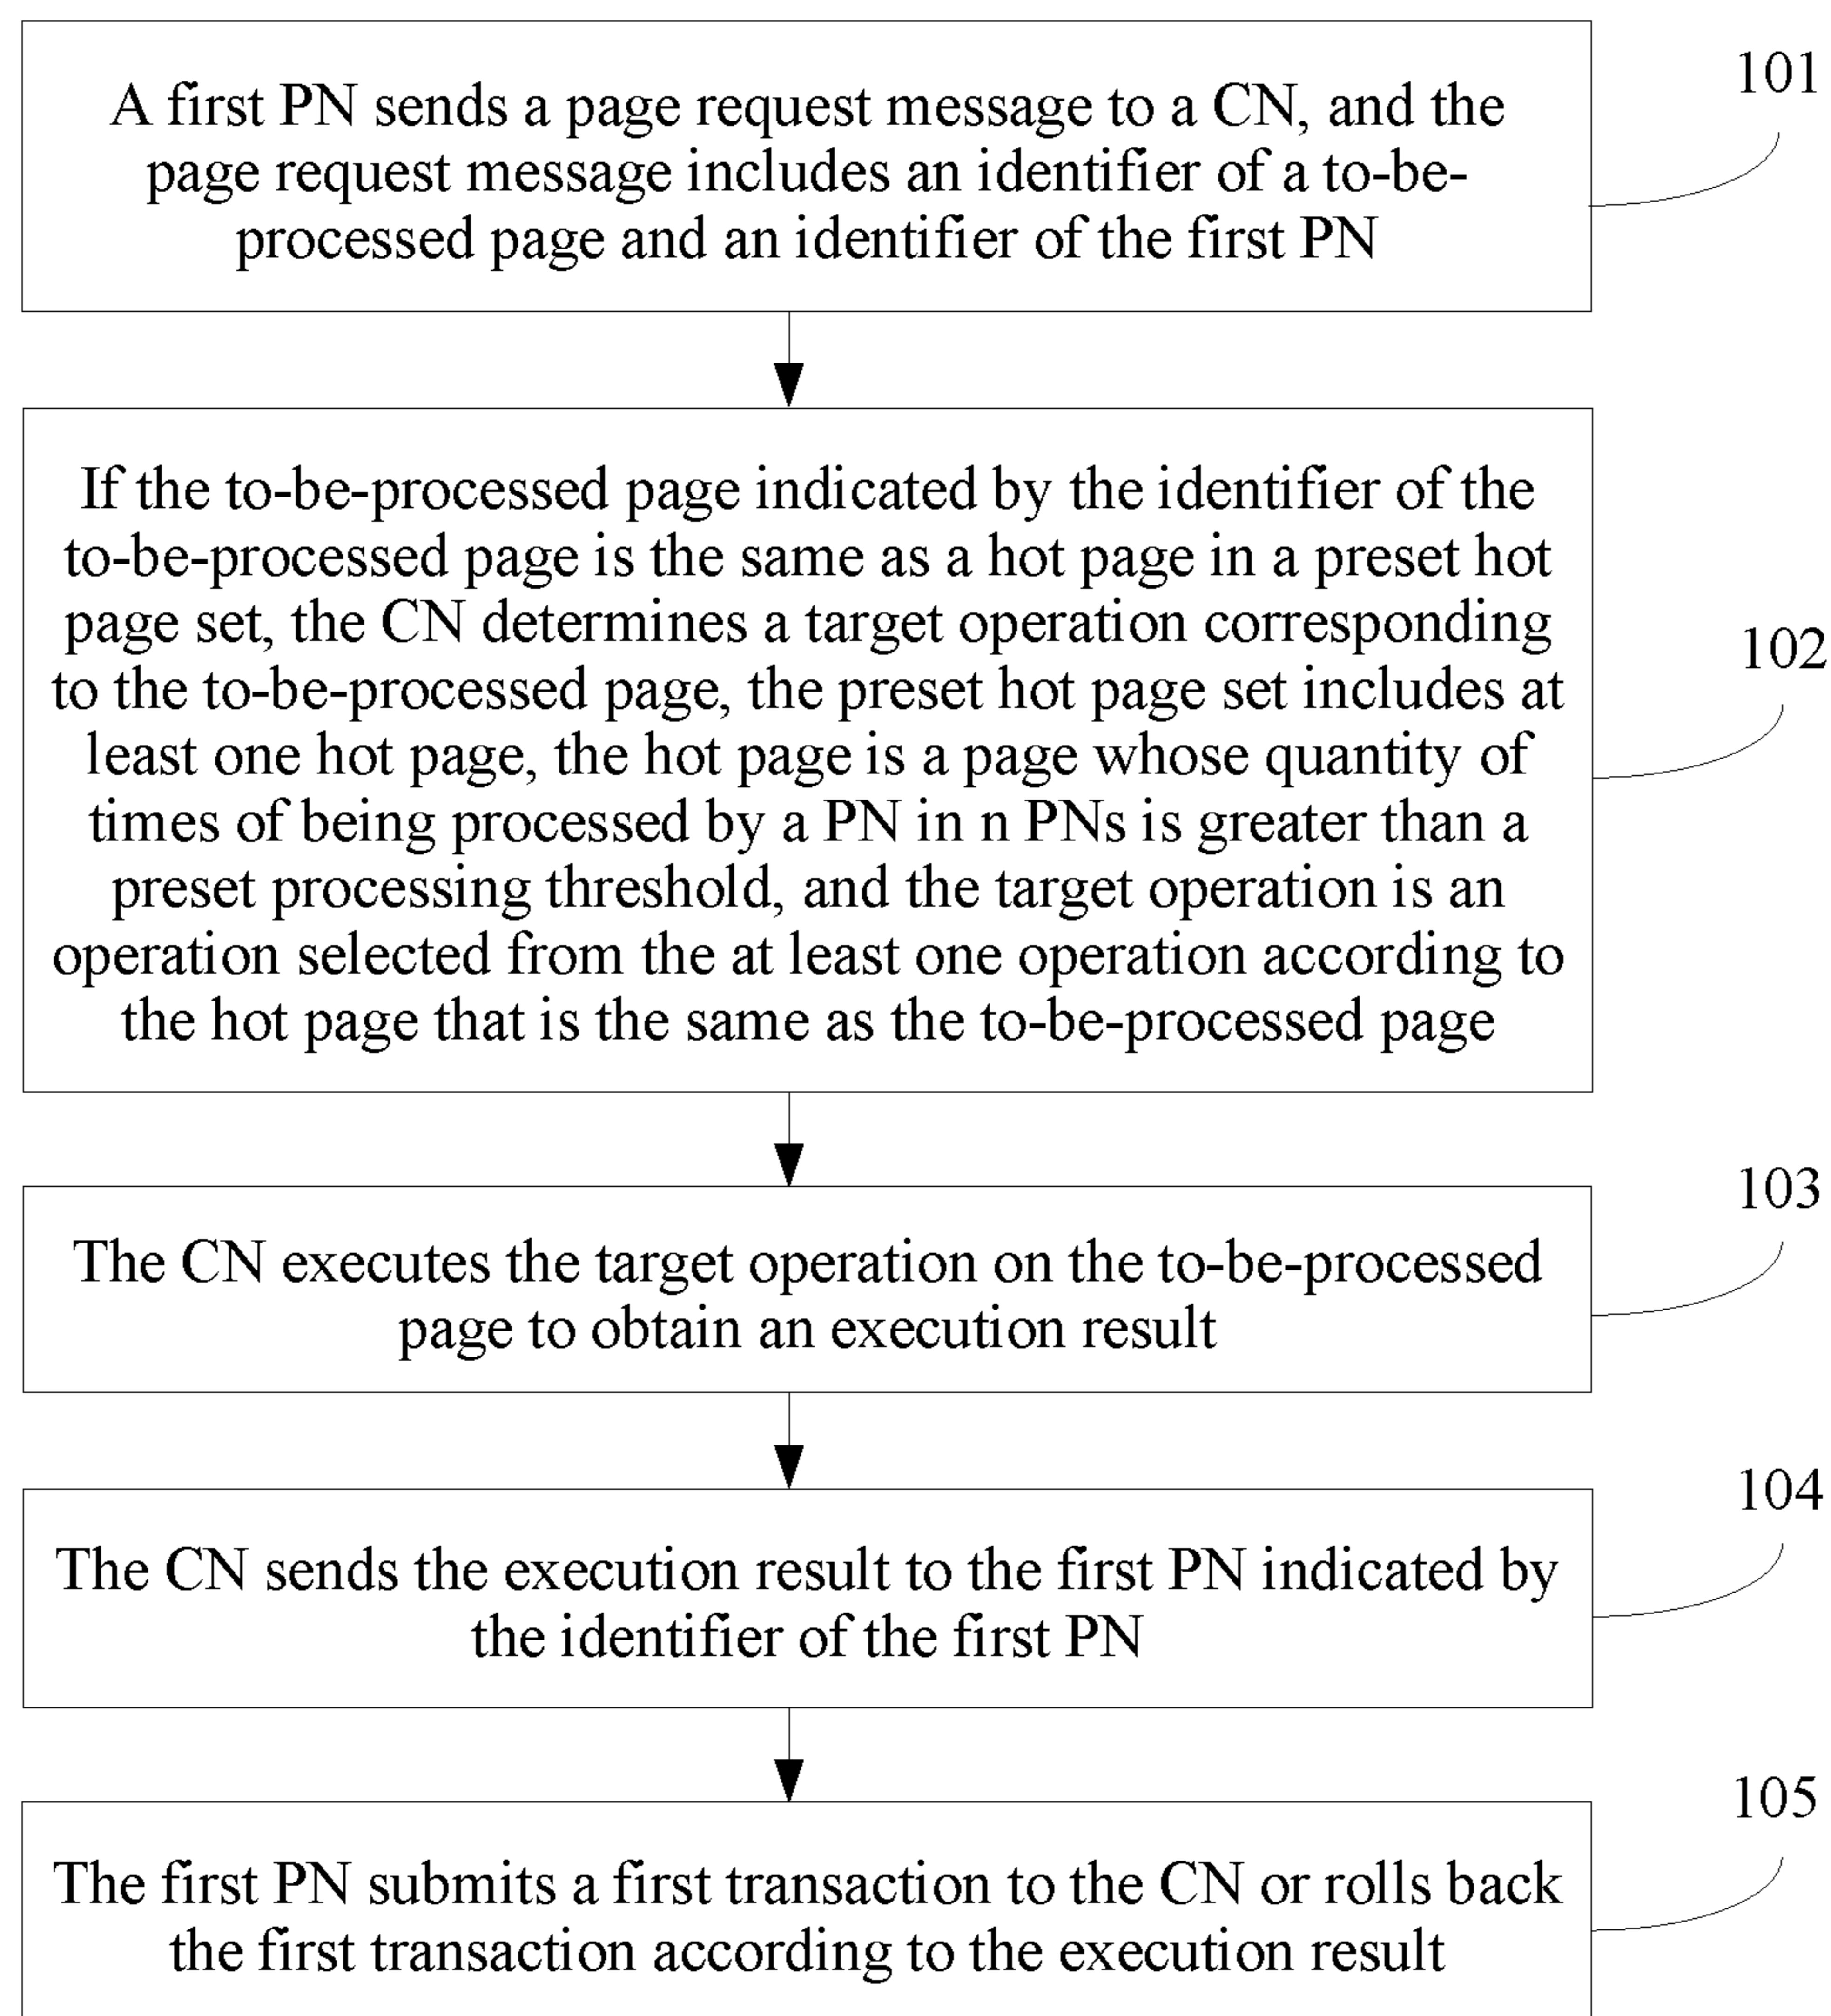 A first PN sends a page request message to a CN, and the
page request message includes an identifier of a to-be-
processed page and an identifier of the first PN
101
If the to-be-processed page indicated by the identifier of the
to-be-processed page is the same as a hot page in a preset hot
page set, the CN determines a target operation corresponding
to the to-be-processed page, the preset hot page set includes at
least one hot page, the hot page is a page whose quantity of
times of being processed by a PN in n PNs is greater than a
preset processing threshold, and the target operation is an
operation selected from the at least one operation according to
the hot page that is the same as the to-be-processed page
102
The CN executes the target operation on the to-be-processed
page to obtain an execution result
103
The CN sends the execution result to the first PN indicated by
the identifier of the first PN
104
The first PN submits a first transaction to the CN or rolls back
the first transaction according to the execution result
105